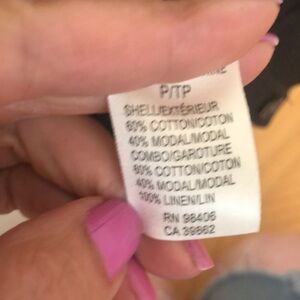 P/TP
SHELL/EXTÉRIEUR
60% COTTON/COTON
40% MODAL/MODAL
COMBO/GAROTURE
60% COTTON/COTON
40% MODAL/MODAL
100% LINEN/LIN
RN 98406
CA 39662